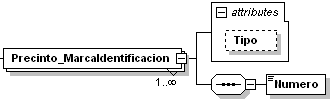 attributes
Tipo
Precinto_MarcaIdentificacion
1..∞
Numero